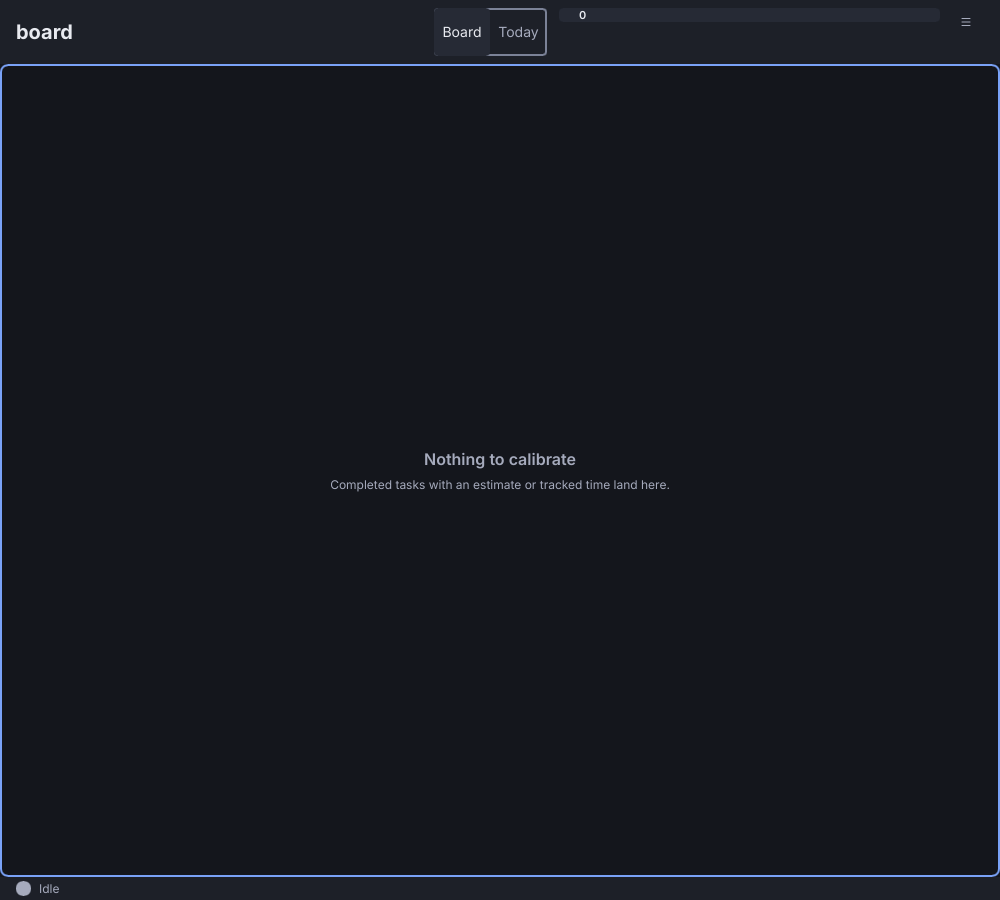 board
Board
Today
0
Nothing to calibrate
Completed tasks with an estimate or tracked time land here.
Idle